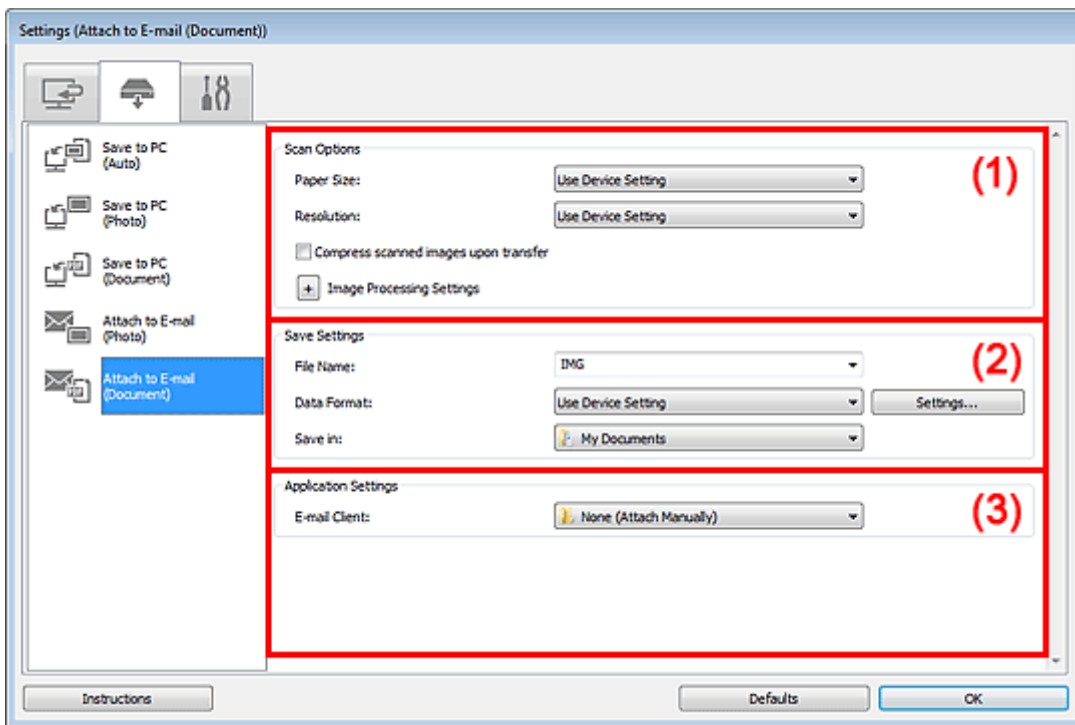 Settings (Attach to E-mail (Document))
Save to PC
(Auto)
Save to PC
(Photo)
Save to PC
(Document)
Attach to E-mail
(Photo)
Attach to E-mail
(Document)
Scan Options
(1)
Paper Size: Use Device Setting
Resolution: Use Device Setting
Compress scanned images upon transfer
+ Image Processing Settings
Save Settings
(2)
File Name: IMG
Data Format: Use Device Setting Settings...
Save in: My Documents
Application Settings
(3)
E-mail Client: None (Attach Manually)
Instructions Defaults OK